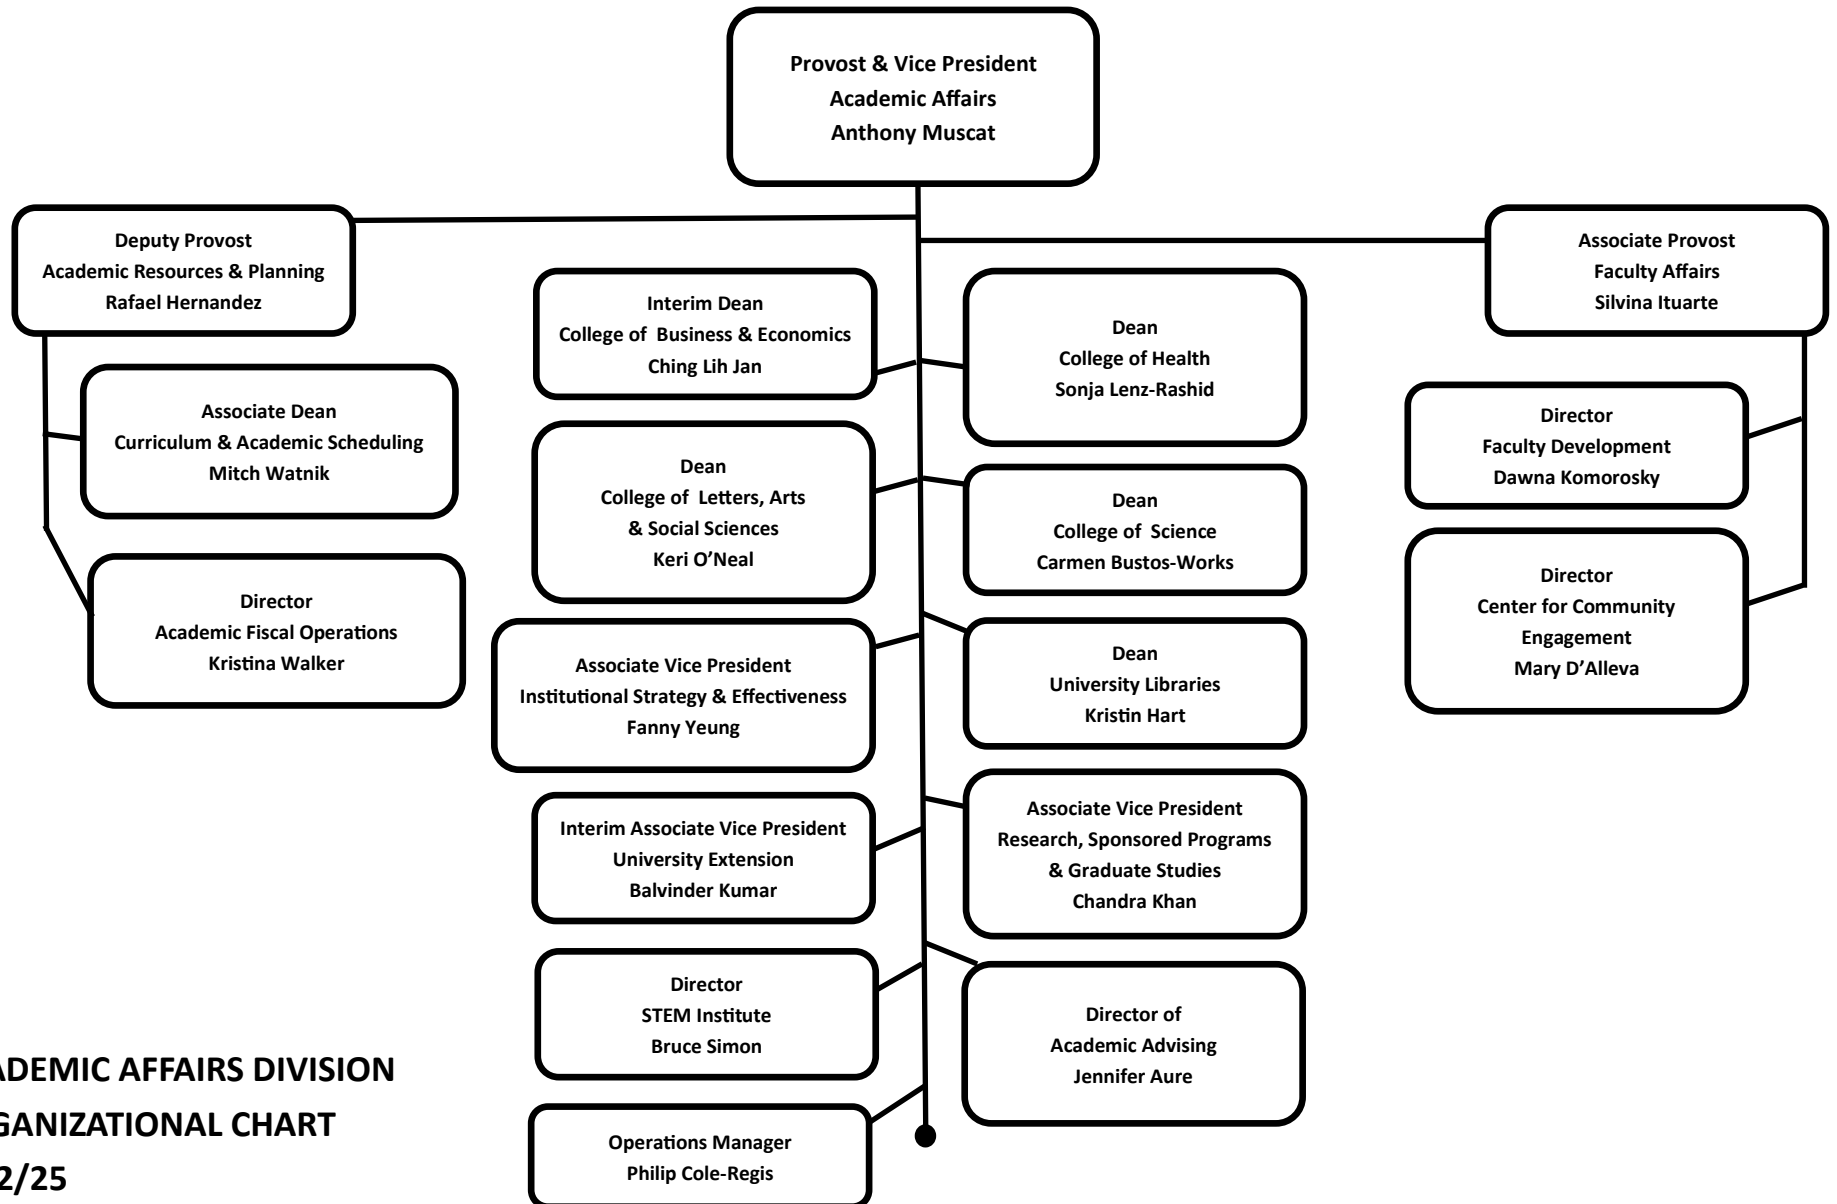 Provost & Vice President
Academic Affairs
Anthony Muscat
Deputy Provost
Academic Resources & Planning
Rafael Hernandez
Associate Provost
Faculty Affairs
Silvina Ituarte
Associate Dean
Curriculum & Academic Scheduling
Mitch Watnik
Director
Academic Fiscal Operations
Kristina Walker
Interim Dean
College of Business & Economics
Ching Lih Jan
Dean
College of Health
Sonja Lenz-Rashid
Dean
College of Letters, Arts
& Social Sciences
Keri O’Neal
Dean
College of Science
Carmen Bustos-Works
Associate Vice President
Institutional Strategy & Effectiveness
Fanny Yeung
Dean
University Libraries
Kristin Hart
Interim Associate Vice President
University Extension
Balvinder Kumar
Associate Vice President
Research, Sponsored Programs
& Graduate Studies
Chandra Khan
Director
STEM Institute
Bruce Simon
Director of
Academic Advising
Jennifer Aure
Operations Manager
Philip Cole-Regis
Director
Faculty Development
Dawna Komorosky
Director
Center for Community
Engagement
Mary D’Alleva
ADEMIC AFFAIRS DIVISION
GANIZATIONAL CHART
2/25